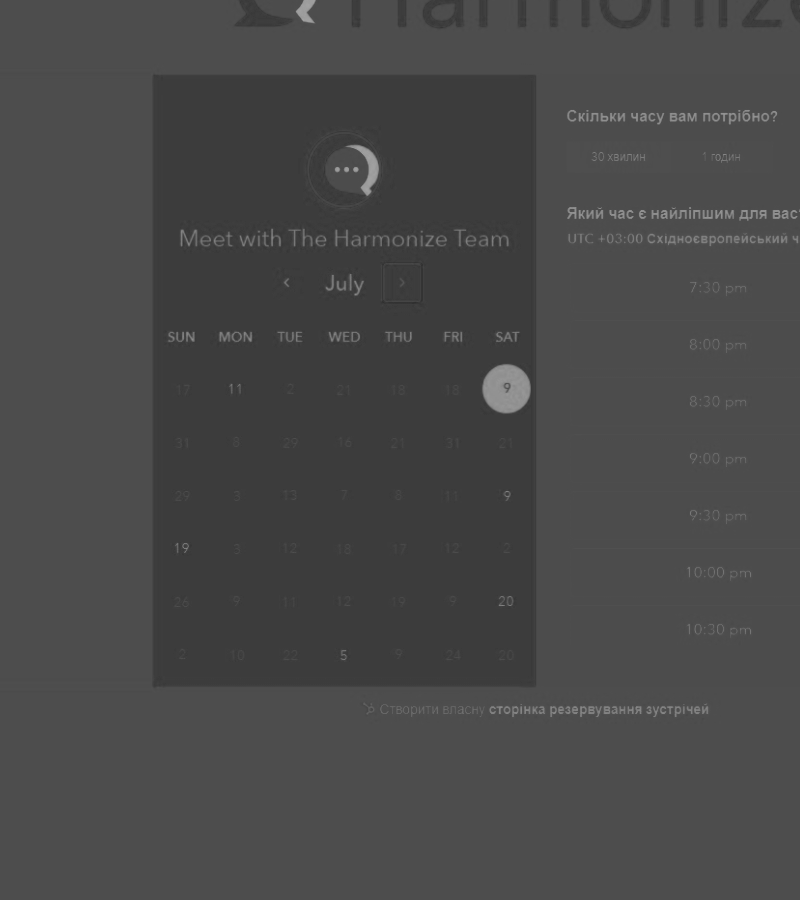 Harmonize
Meet with The Harmonize Team
July
SUN MON TUE WED THU FRI SAT
17 11 2 21 18 18 9
31 8 29 16 21 31 21
29 3 13 7 8 11 9
19 3 12 18 17 12 2
26 9 11 12 19 9 20
2 10 22 5 9 24 20
Скільки часу вам потрібно?
30 хвилин 1 годин
Який час є найліпшим для вас
UTC +03:00 Східноєвропейський ч
7:30 pm
8:00 pm
8:30 pm
9:00 pm
9:30 pm
10:00 pm
10:30 pm
Створити власну сторінка резервування зустрічей